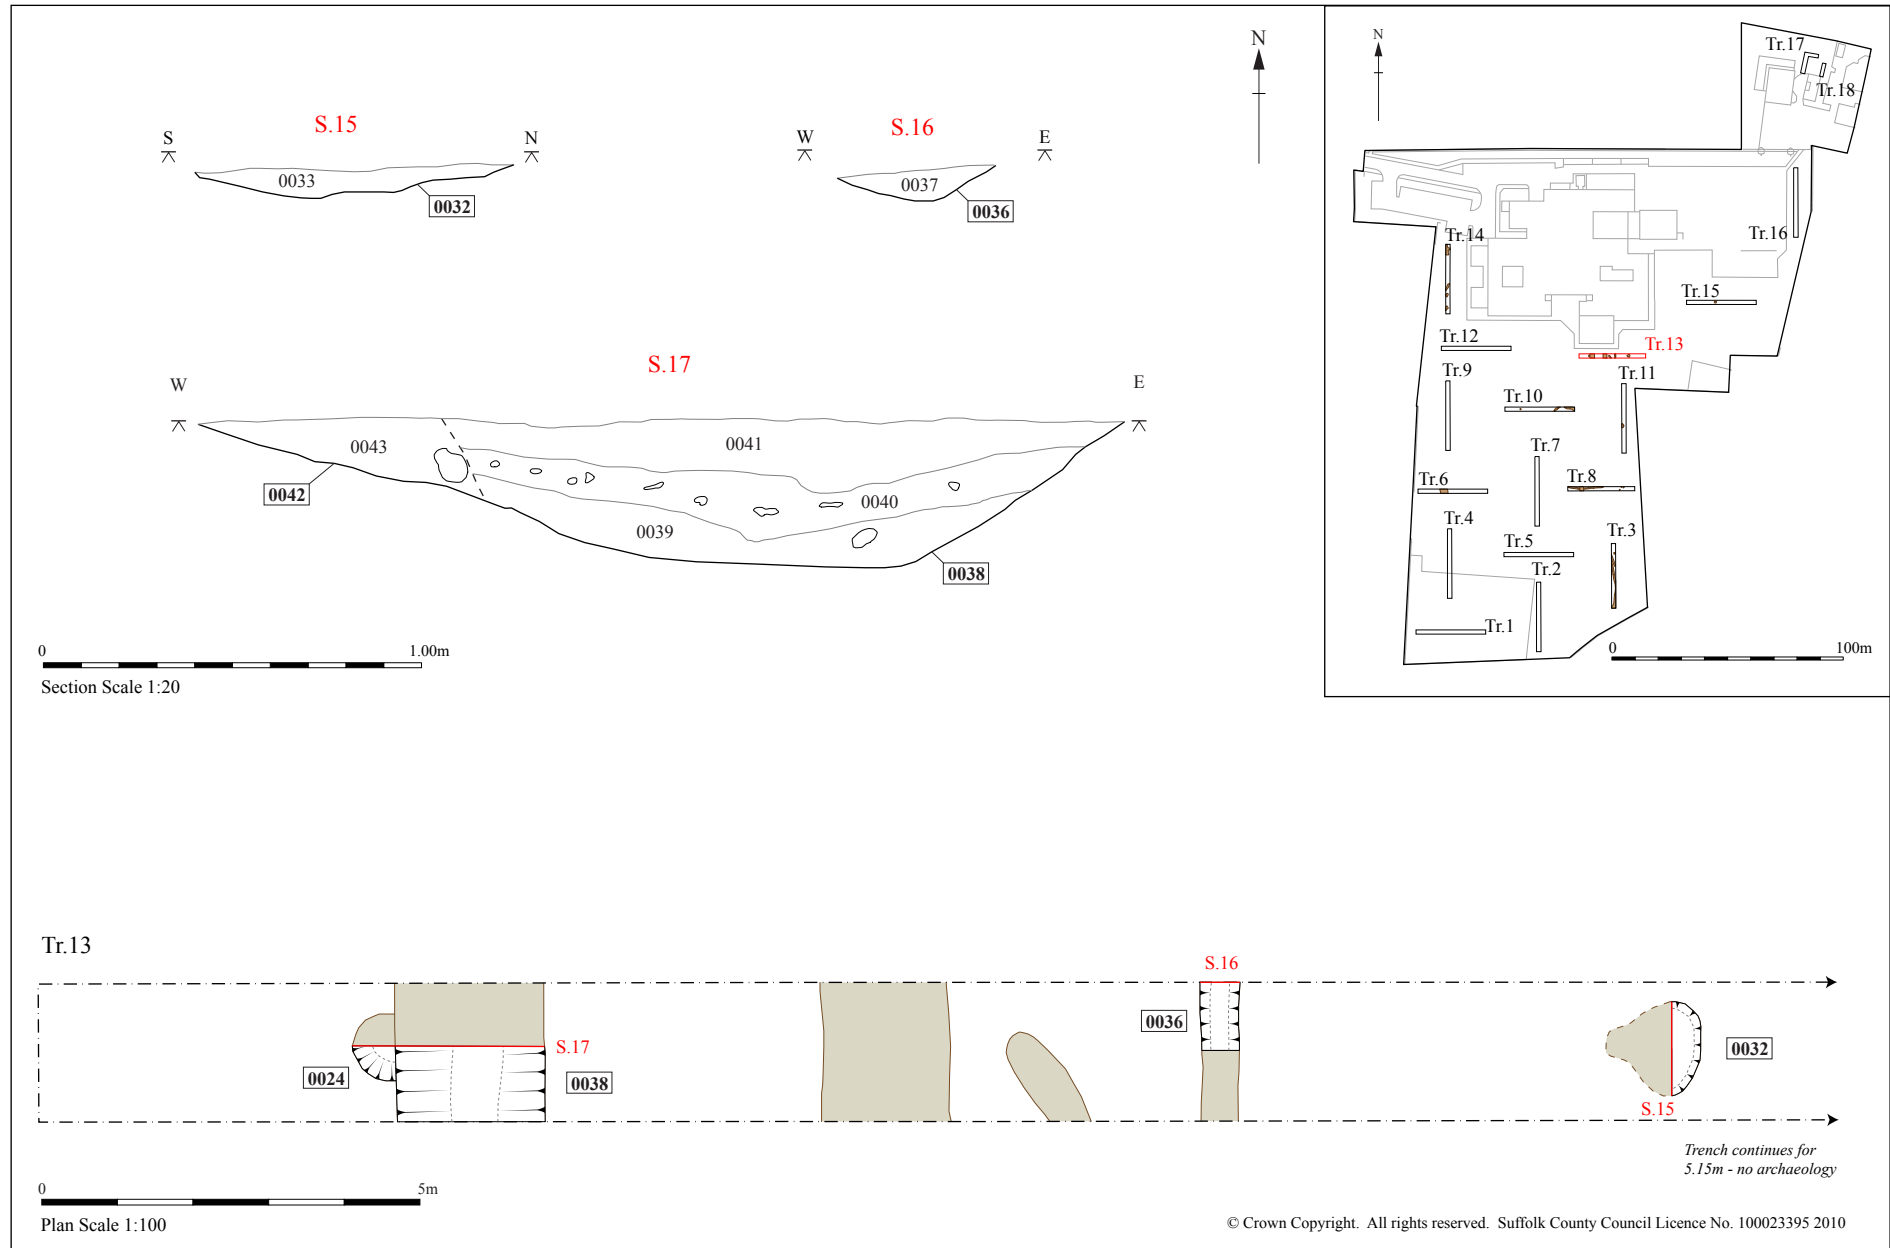 S.15
S
N
0033
0032
S.16
W
E
0037
0036
N
S.17
W
E
0043
0041
0042
0040
0039
0038
0
1.00m
Section Scale 1:20
N
Tr.17
Tr.18
Tr.14
Tr.16
Tr.15
Tr.12
Tr.13
Tr.9
Tr.11
Tr.10
Tr.7
Tr.6
Tr.8
Tr.4
Tr.3
Tr.5
Tr.2
Tr.1
0
100m
Tr.13
S.16
0036
S.17
0024
0038
0032
S.15
Trench continues for
5.15m - no archaeology
0
5m
Plan Scale 1:100
© Crown Copyright. All rights reserved. Suffolk County Council Licence No. 100023395 2010